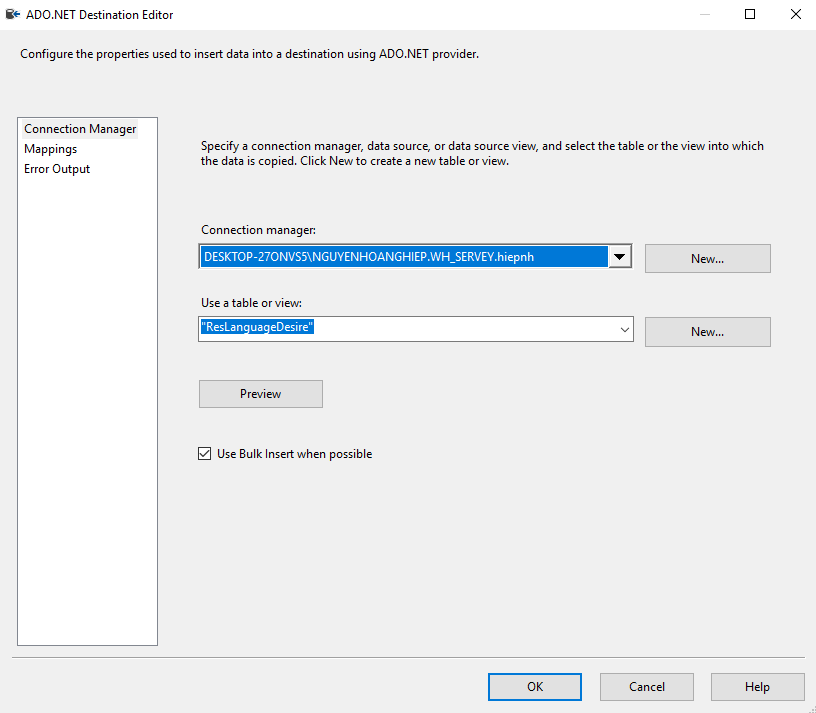 ADO.NET Destination Editor
Configure the properties used to insert data into a destination using ADO.NET provider.
Connection Manager
Mappings
Error Output
Specify a connection manager, data source, or data source view, and select the table or the view into which
the data is copied. Click New to create a new table or view.
Connection manager:
DESKTOP-27ONVS5\NGUYENHOANGHIEP.WH_SERVEY.hiepnh
New...
Use a table or view:
"ResLanguageDesire"
New...
Preview
Use Bulk Insert when possible
OK
Cancel
Help